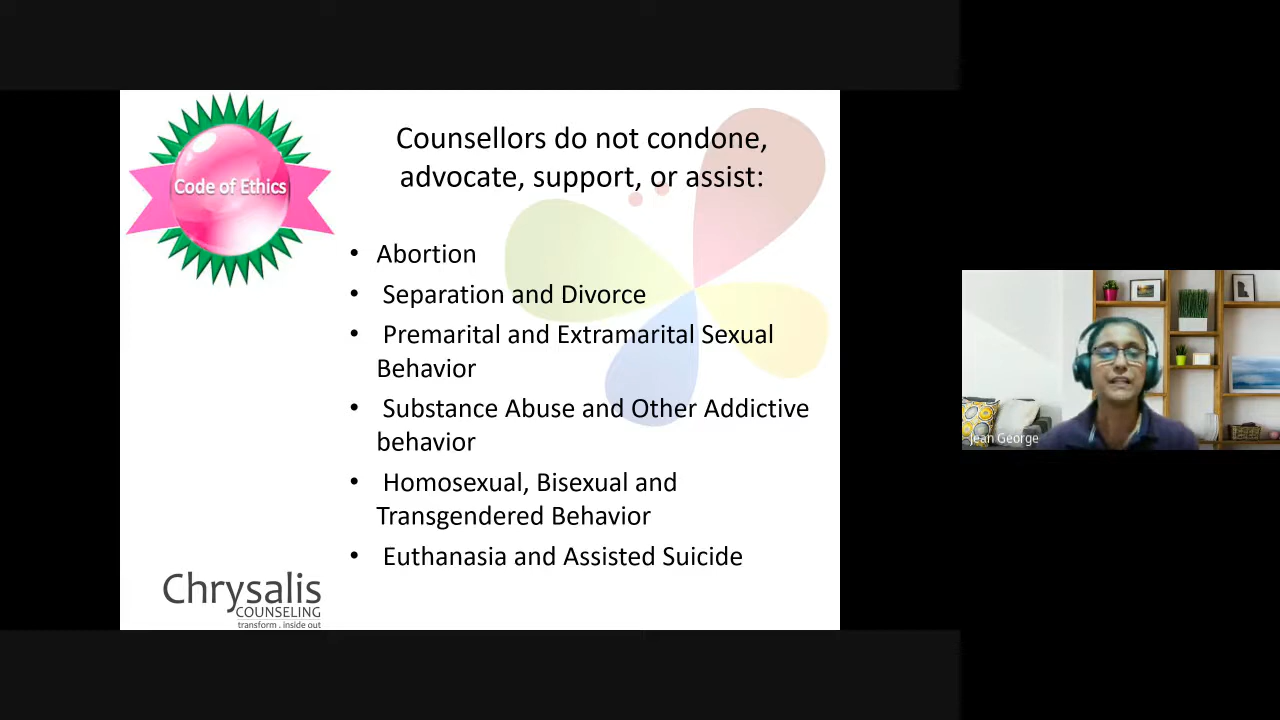 Code of Ethics
Counsellors do not condone,
advocate, support, or assist:
• Abortion
• Separation and Divorce
• Premarital and Extramarital Sexual
Behavior
• Substance Abuse and Other Addictive
behavior
• Homosexual, Bisexual and
Transgendered Behavior
• Euthanasia and Assisted Suicide
Chrysalis
COUNSELING
transform . inside out
Jean George